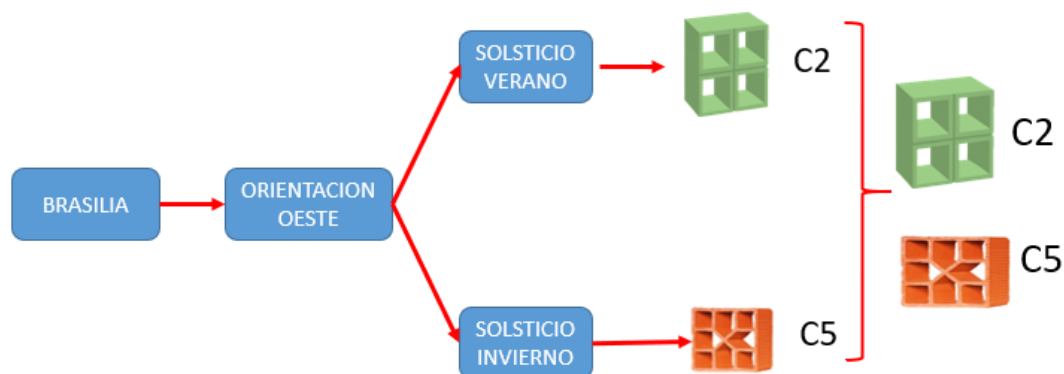 BRASILIA
ORIENTACION
OESTE
SOLSTICIO
VERANO
C2
SOLSTICIO
INVIERNO
C5
C2
C5